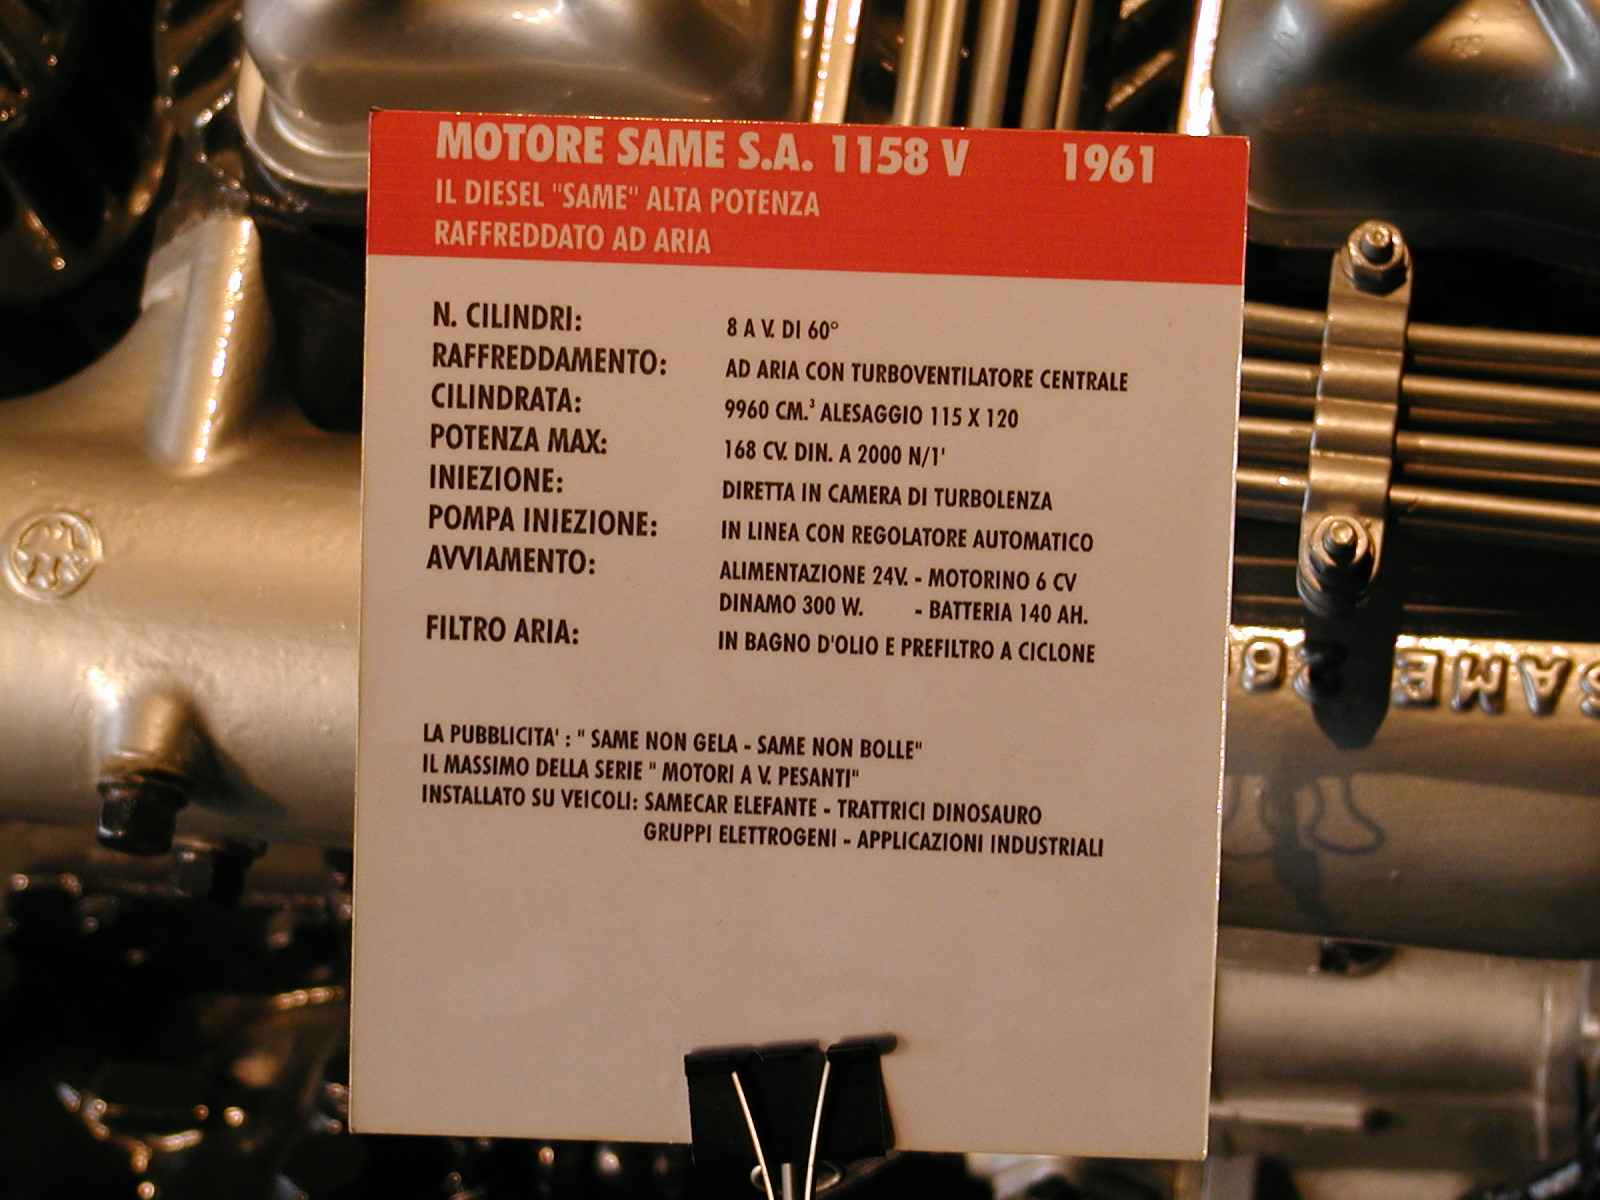 MOTORE SAME S.A. 1158 V 1961
IL DIESEL "SAME" ALTA POTENZA
RAFFREDDATO AD ARIA
N. CILINDRI: 8 A V. DI 60°
RAFFREDDAMENTO: AD ARIA CON TURBOVENTILATORE CENTRALE
CILINDRATA: 9960 CM.³ ALESAGGIO 115 X 120
POTENZA MAX: 168 CV. DIN. A 2000 N/1'
INIEZIONE: DIRETTA IN CAMERA DI TURBOLENZA
POMPA INIEZIONE: IN LINEA CON REGOLATORE AUTOMATICO
AVVIAMENTO: ALIMENTAZIONE 24V. - MOTORINO 6 CV
DINAMO 300 W. - BATTERIA 140 AH.
FILTRO ARIA: IN BAGNO D'OLIO E PREFILTRO A CICLONE
LA PUBBLICITA' : " SAME NON GELA - SAME NON BOLLE"
IL MASSIMO DELLA SERIE " MOTORI A V. PESANTI"
INSTALLATO SU VEICOLI: SAMECAR ELEFANTE - TRATTRICI DINOSAURO
GRUPPI ELETTROGENI - APPLICAZIONI INDUSTRIALI
SAME